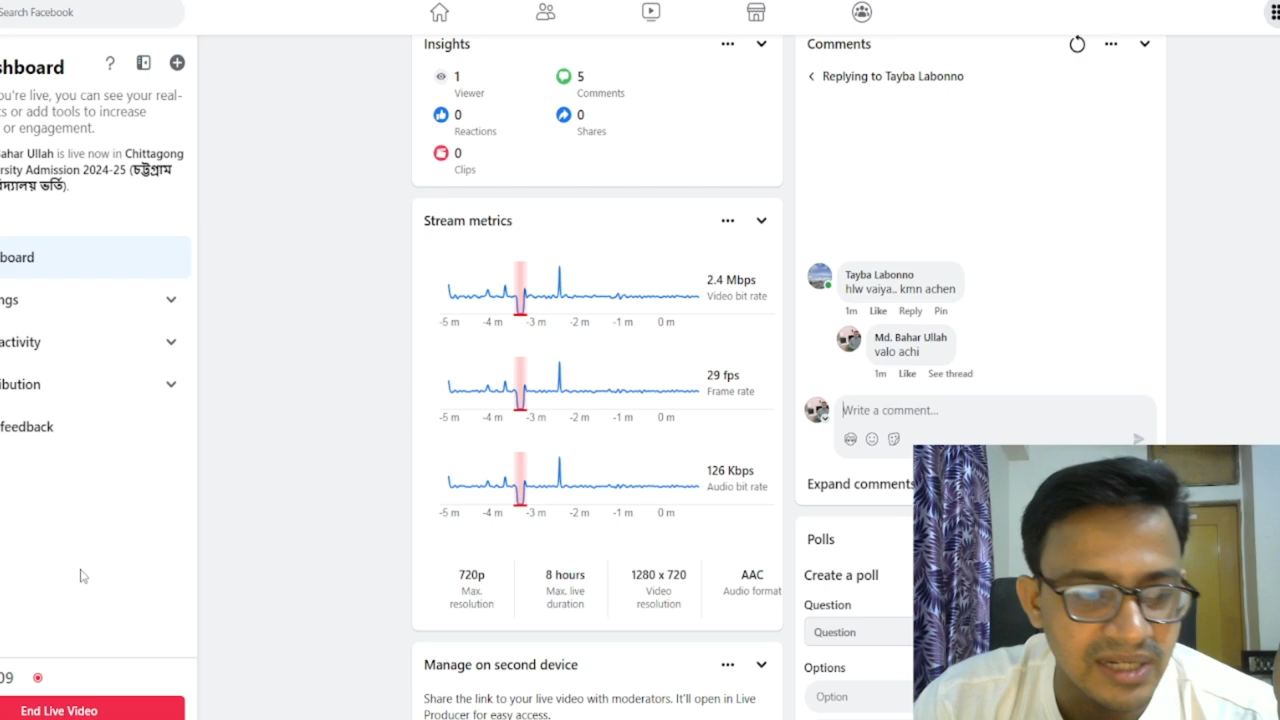 Search Facebook
hboard
ou're live, you can see your real-
ts or add tools to increase
or engagement.
Bahar Ullah is live now in Chittagong
rsity Admission 2024-25 (চট্টগ্রাম
বিদ্যালয় ভর্তি).
board
ngs
activity
ibution
feedback
09
End Live Video
Insights
1
Viewer
5
Comments
0
Reactions
0
Shares
0
Clips
Stream metrics
2.4 Mbps
Video bit rate
-5 m -4 m -3 m -2 m -1 m 0 m
29 fps
Frame rate
-5 m -4 m -3 m -2 m -1 m 0 m
126 Kbps
Audio bit rate
-5 m -4 m -3 m -2 m -1 m 0 m
720p
Max.
resolution
8 hours
Max. live
duration
1280 x 720
Video
resolution
AAC
Audio format
Manage on second device
Share the link to your live video with moderators. It'll open in Live
Producer for easy access.
Comments
Replying to Tayba Labonno
Tayba Labonno
hlw vaiya.. kmn achen
1m Like Reply Pin
Md. Bahar Ullah
valo achi
1m Like See thread
Write a comment...
Expand comments
Polls
Create a poll
Question
Question
Options
Option